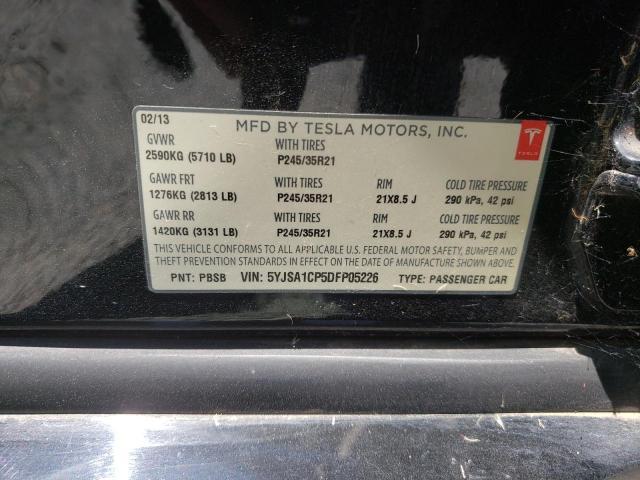 02/13
MFD BY TESLA MOTORS, INC.
TESLA
GVWR WITH TIRES
2590KG (5710 LB) P245/35R21
GAWR FRT WITH TIRES RIM COLD TIRE PRESSURE
1276KG (2813 LB) P245/35R21 21X8.5 J 290 kPa, 42 psi
GAWR RR WITH TIRES RIM COLD TIRE PRESSURE
1420KG (3131 LB) P245/35R21 21X8.5 J 290 kPa, 42 psi
THIS VEHICLE CONFORMS TO ALL APPLICABLE U.S. FEDERAL MOTOR SAFETY, BUMPER AND
THEFT PREVENTION STANDARDS IN EFFECT ON THE DATE OF MANUFACTURE SHOWN ABOVE.
PNT: PBSB VIN: 5YJSA1CP5DFP05226 TYPE: PASSENGER CAR